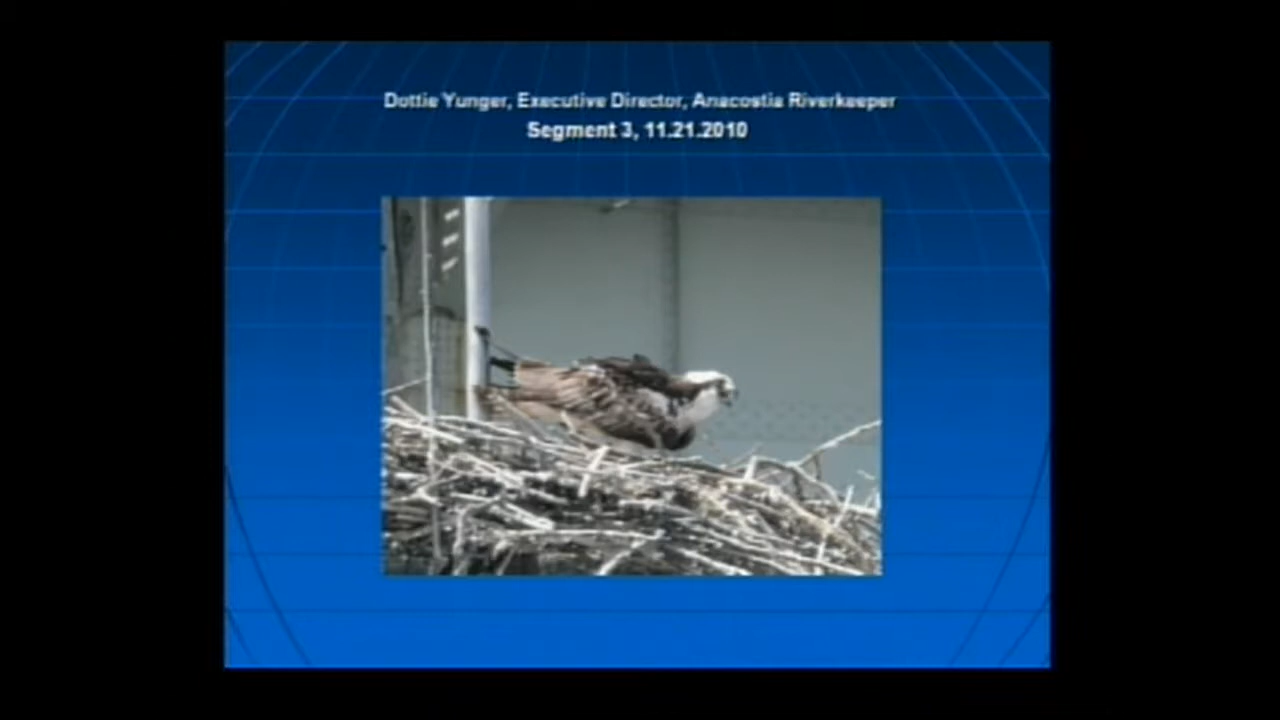 Dottie Yunger, Executive Director, Anacostia Riverkeeper
Segment 3, 11.21.2010